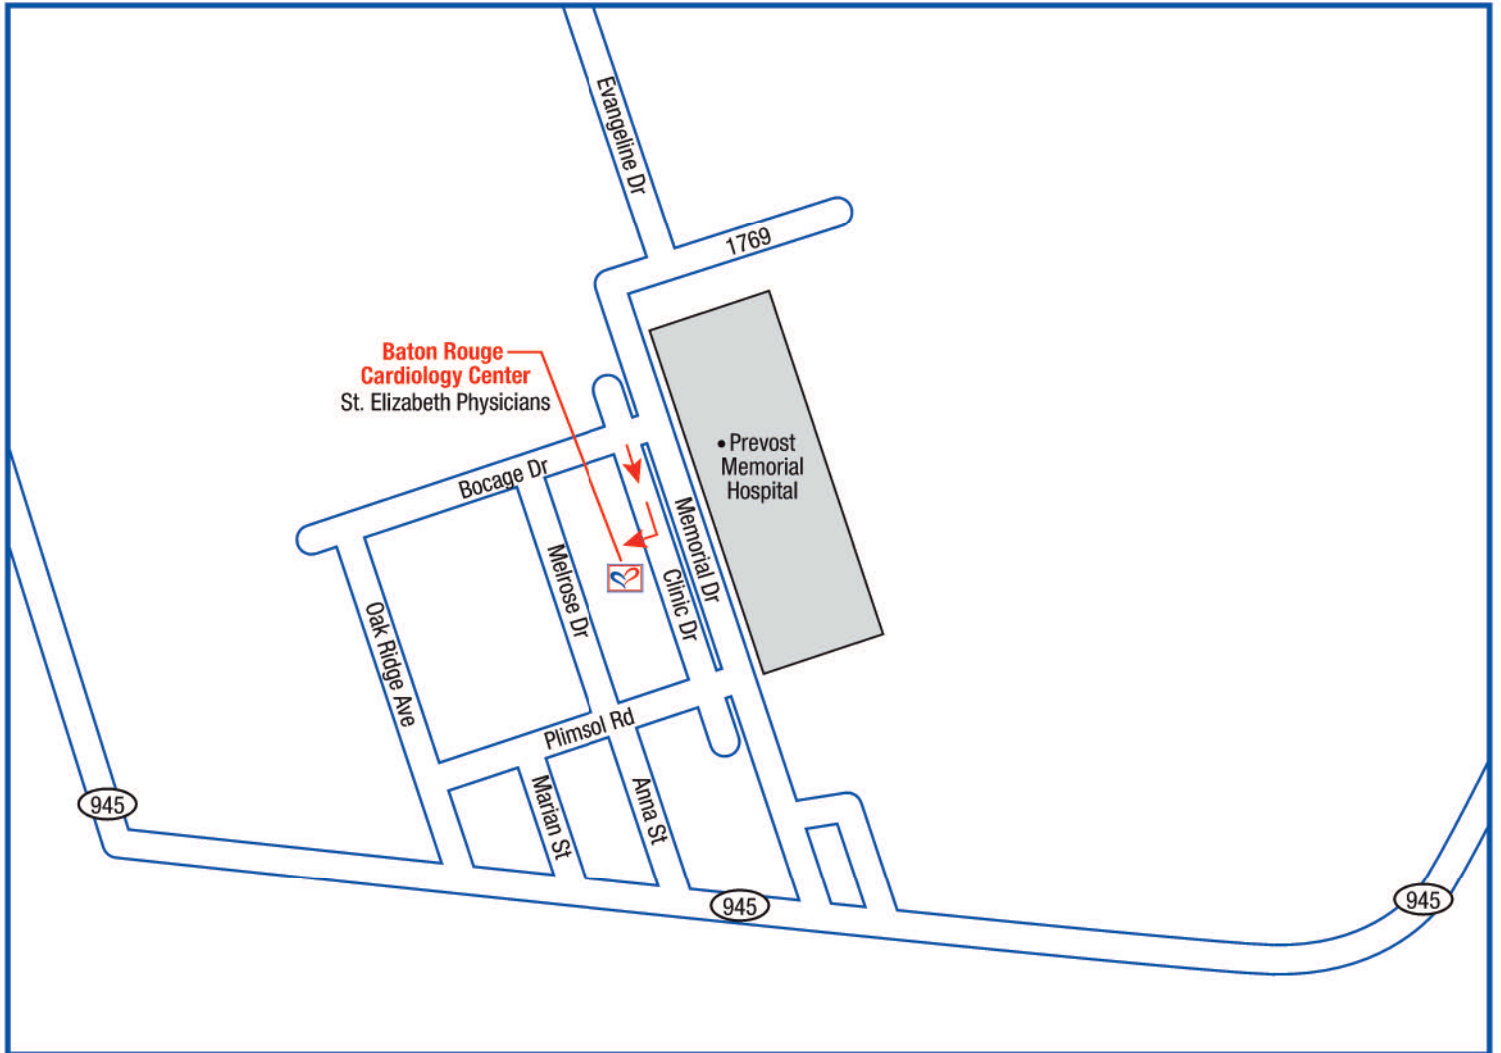 Evangeline Dr
1769
Baton Rouge
Cardiology Center
St. Elizabeth Physicians
Prevost
Memorial
Hospital
Bocage Dr
Memorial Dr
Melrose Dr
Clinic Dr
Oak Ridge Ave
Plimsol Rd
Marian St
Anna St
945
945
945